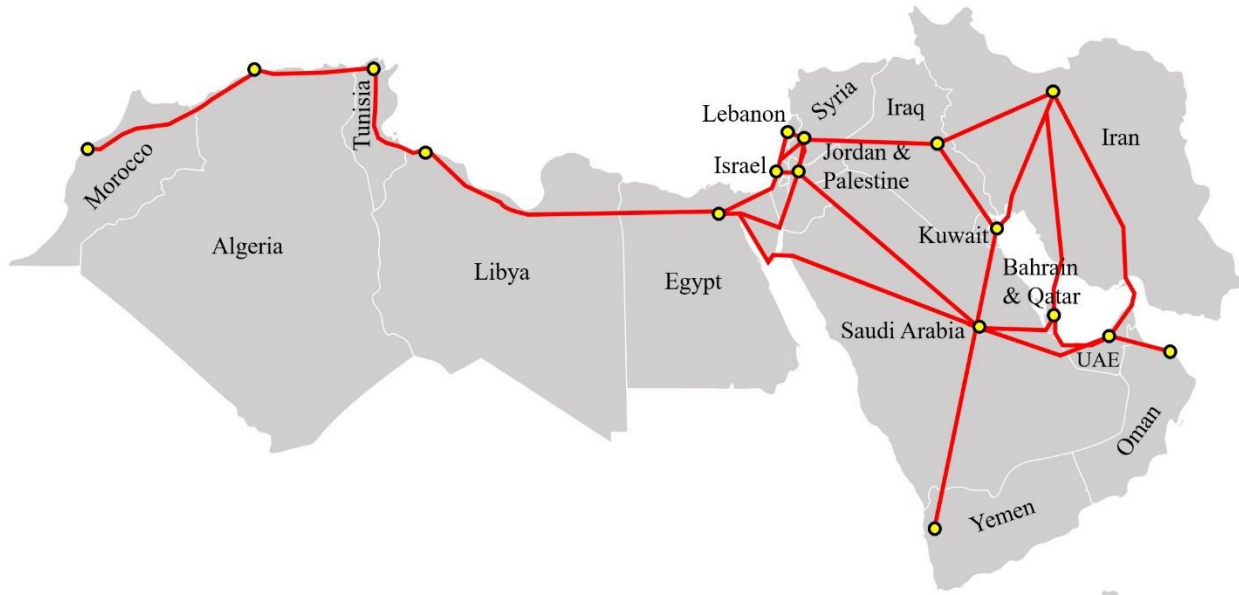 Morocco
Algeria
Tunisia
Libya
Egypt
Lebanon
Israel
Syria
Jordan &
Palestine
Iraq
Iran
Kuwait
Bahrain
& Qatar
Saudi Arabia
UAE
Oman
Yemen